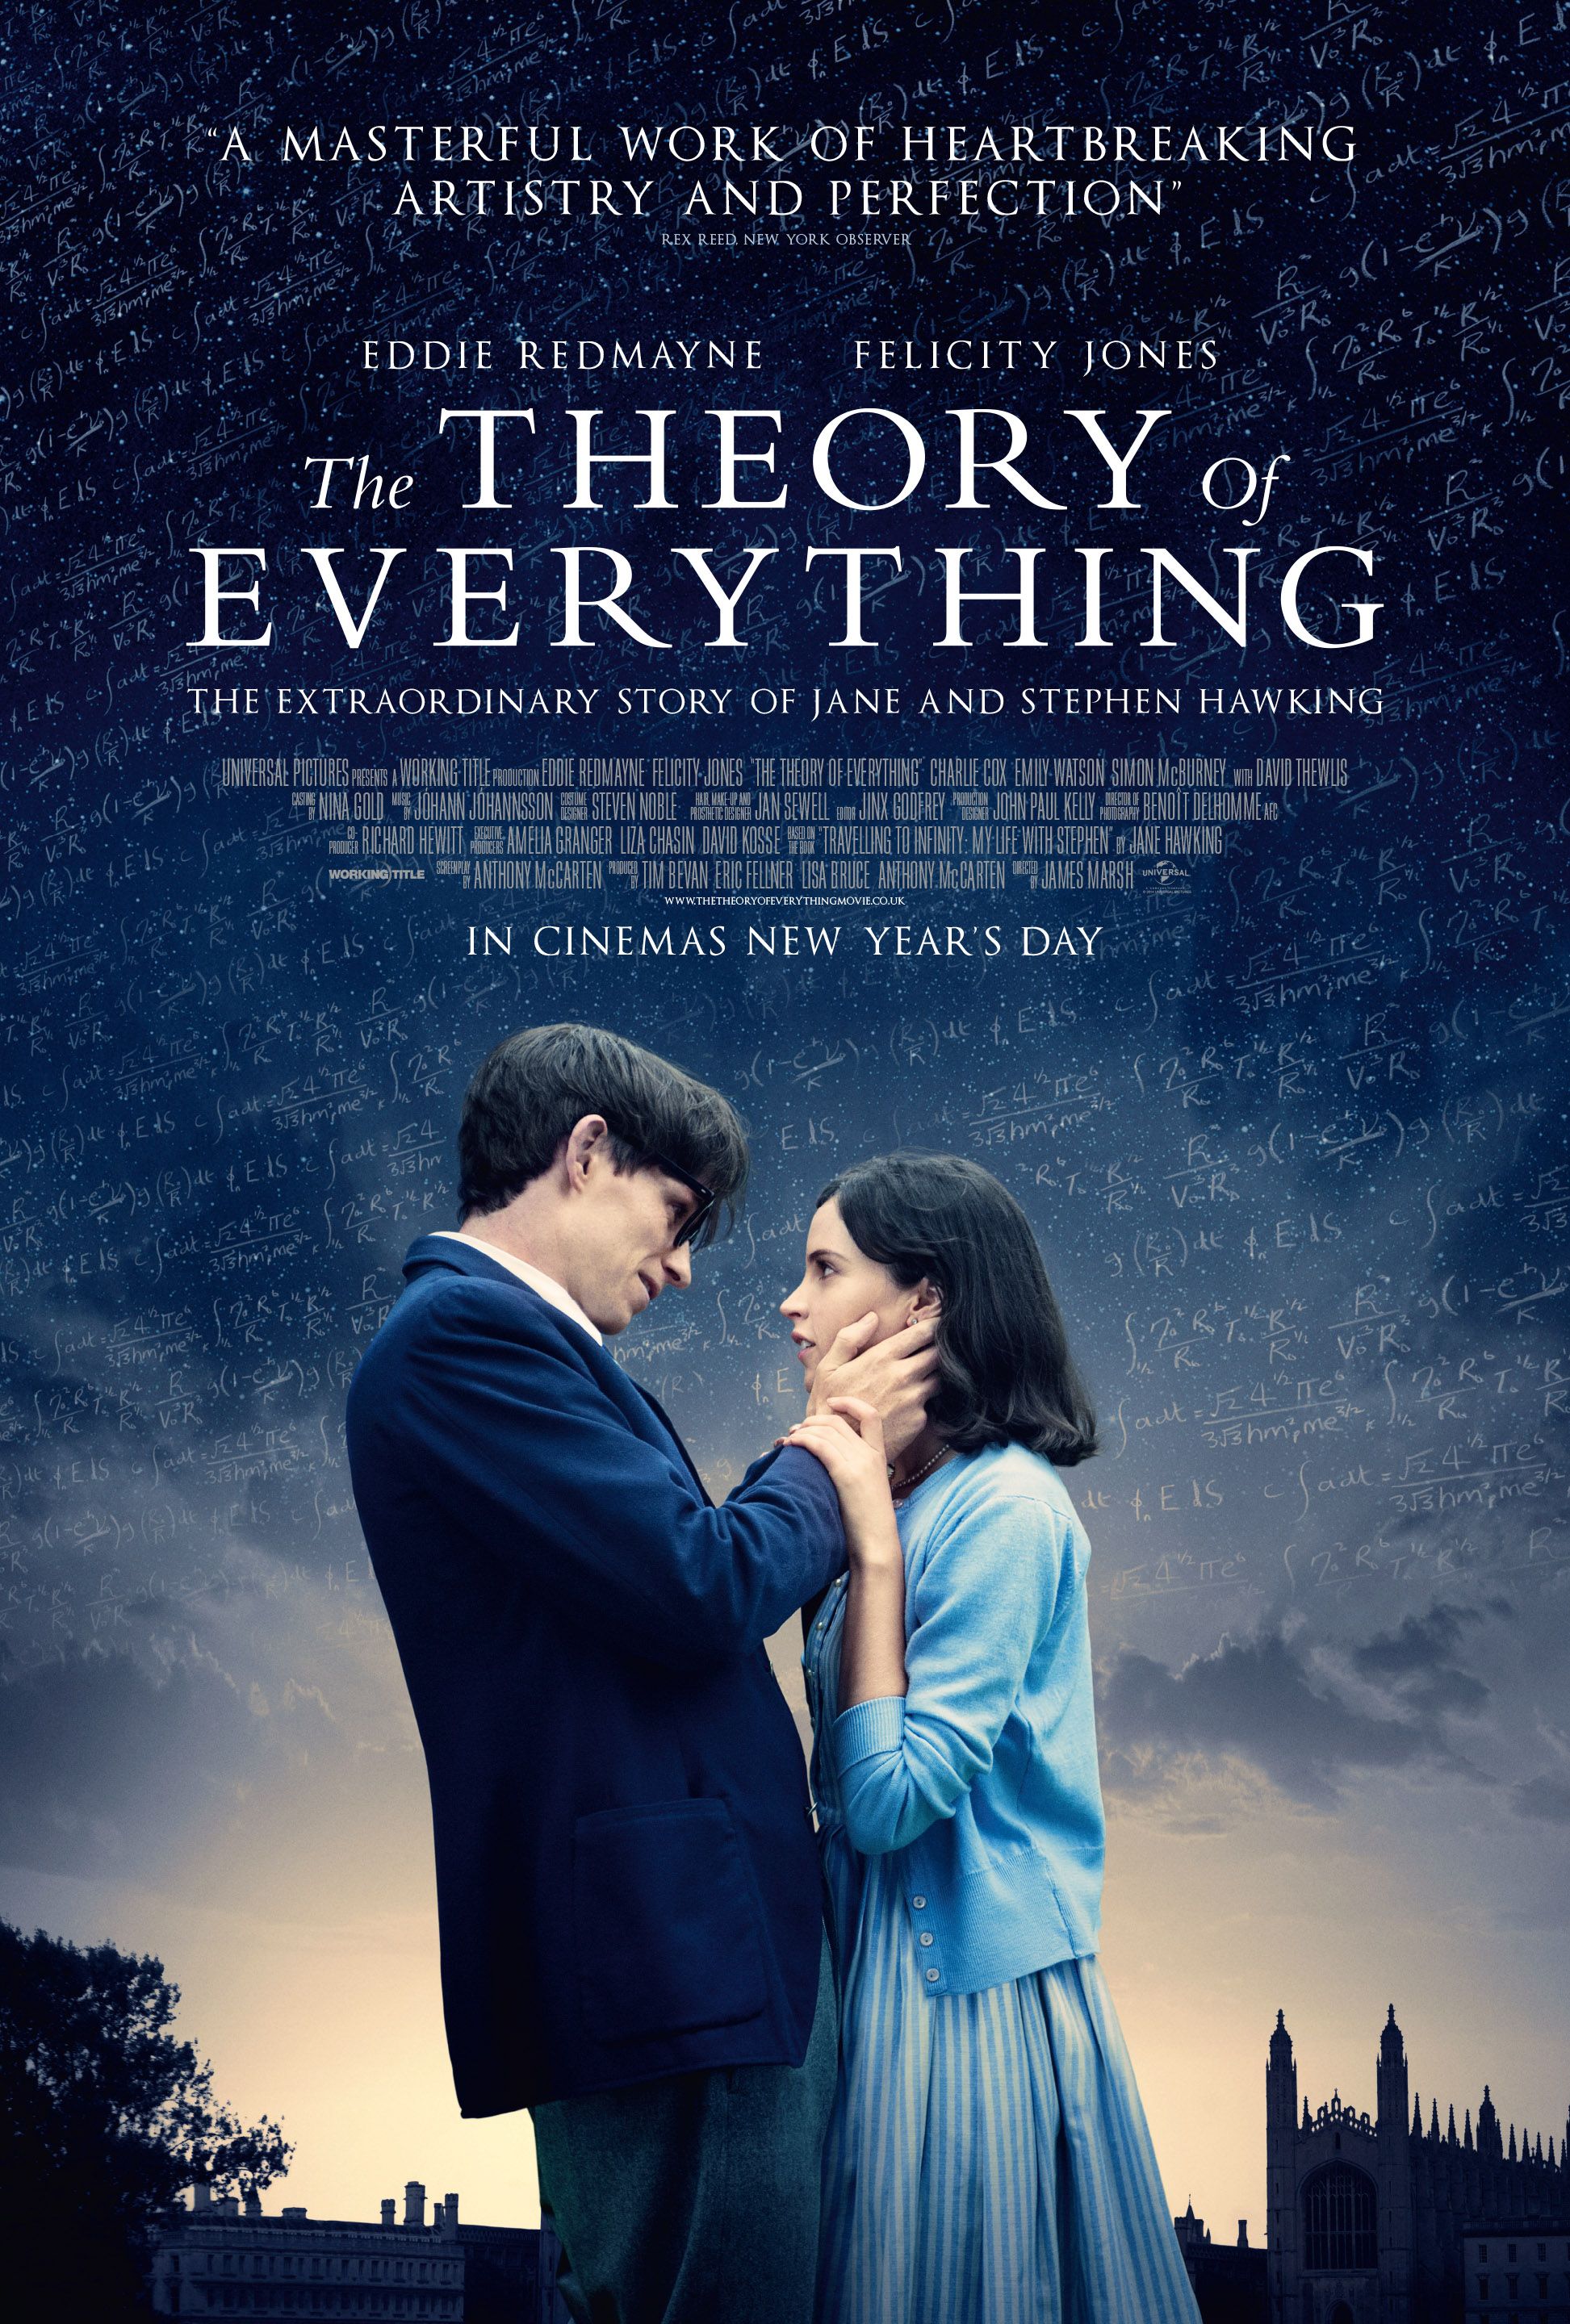 “A MASTERFUL WORK OF HEARTBREAKING
ARTISTRY AND PERFECTION”
REX REED, NEW YORK OBSERVER
EDDIE REDMAYNE FELICITY JONES
The THEORY Of
EVERYTHING
THE EXTRAORDINARY STORY OF JANE AND STEPHEN HAWKING
UNIVERSAL PICTURES PRESENTS A WORKING TITLE PRODUCTION EDDIE REDMAYNE FELICITY JONES "THE THEORY OF EVERYTHING" CHARLIE COX EMILY WATSON SIMON McBURNEY WITH DAVID THEWLIS
CASTING BY NINA GOLD MUSIC BY JÓHANN JÓHANNSSON COSTUME DESIGNER STEVEN NOBLE HAIR, MAKE-UP AND PROSTHETIC DESIGNER JAN SEWELL EDITOR JINX GODFREY PRODUCTION DESIGNER JOHN PAUL KELLY DIRECTOR OF PHOTOGRAPHY BENOÎT DELHOMME AFC
CO-PRODUCER RICHARD HEWITT EXECUTIVE PRODUCERS AMELIA GRANGER LIZA CHASIN DAVID KOSSE BASED ON THE BOOK "TRAVELLING TO INFINITY: MY LIFE WITH STEPHEN" BY JANE HAWKING
WORKING TITLE SCREENPLAY BY ANTHONY McCARTEN PRODUCED BY TIM BEVAN ERIC FELLNER LISA BRUCE ANTHONY McCARTEN DIRECTED BY JAMES MARSH UNIVERSAL
WWW.THETHEORYOFEVERYTHINGMOVIE.CO.UK
IN CINEMAS NEW YEAR'S DAY